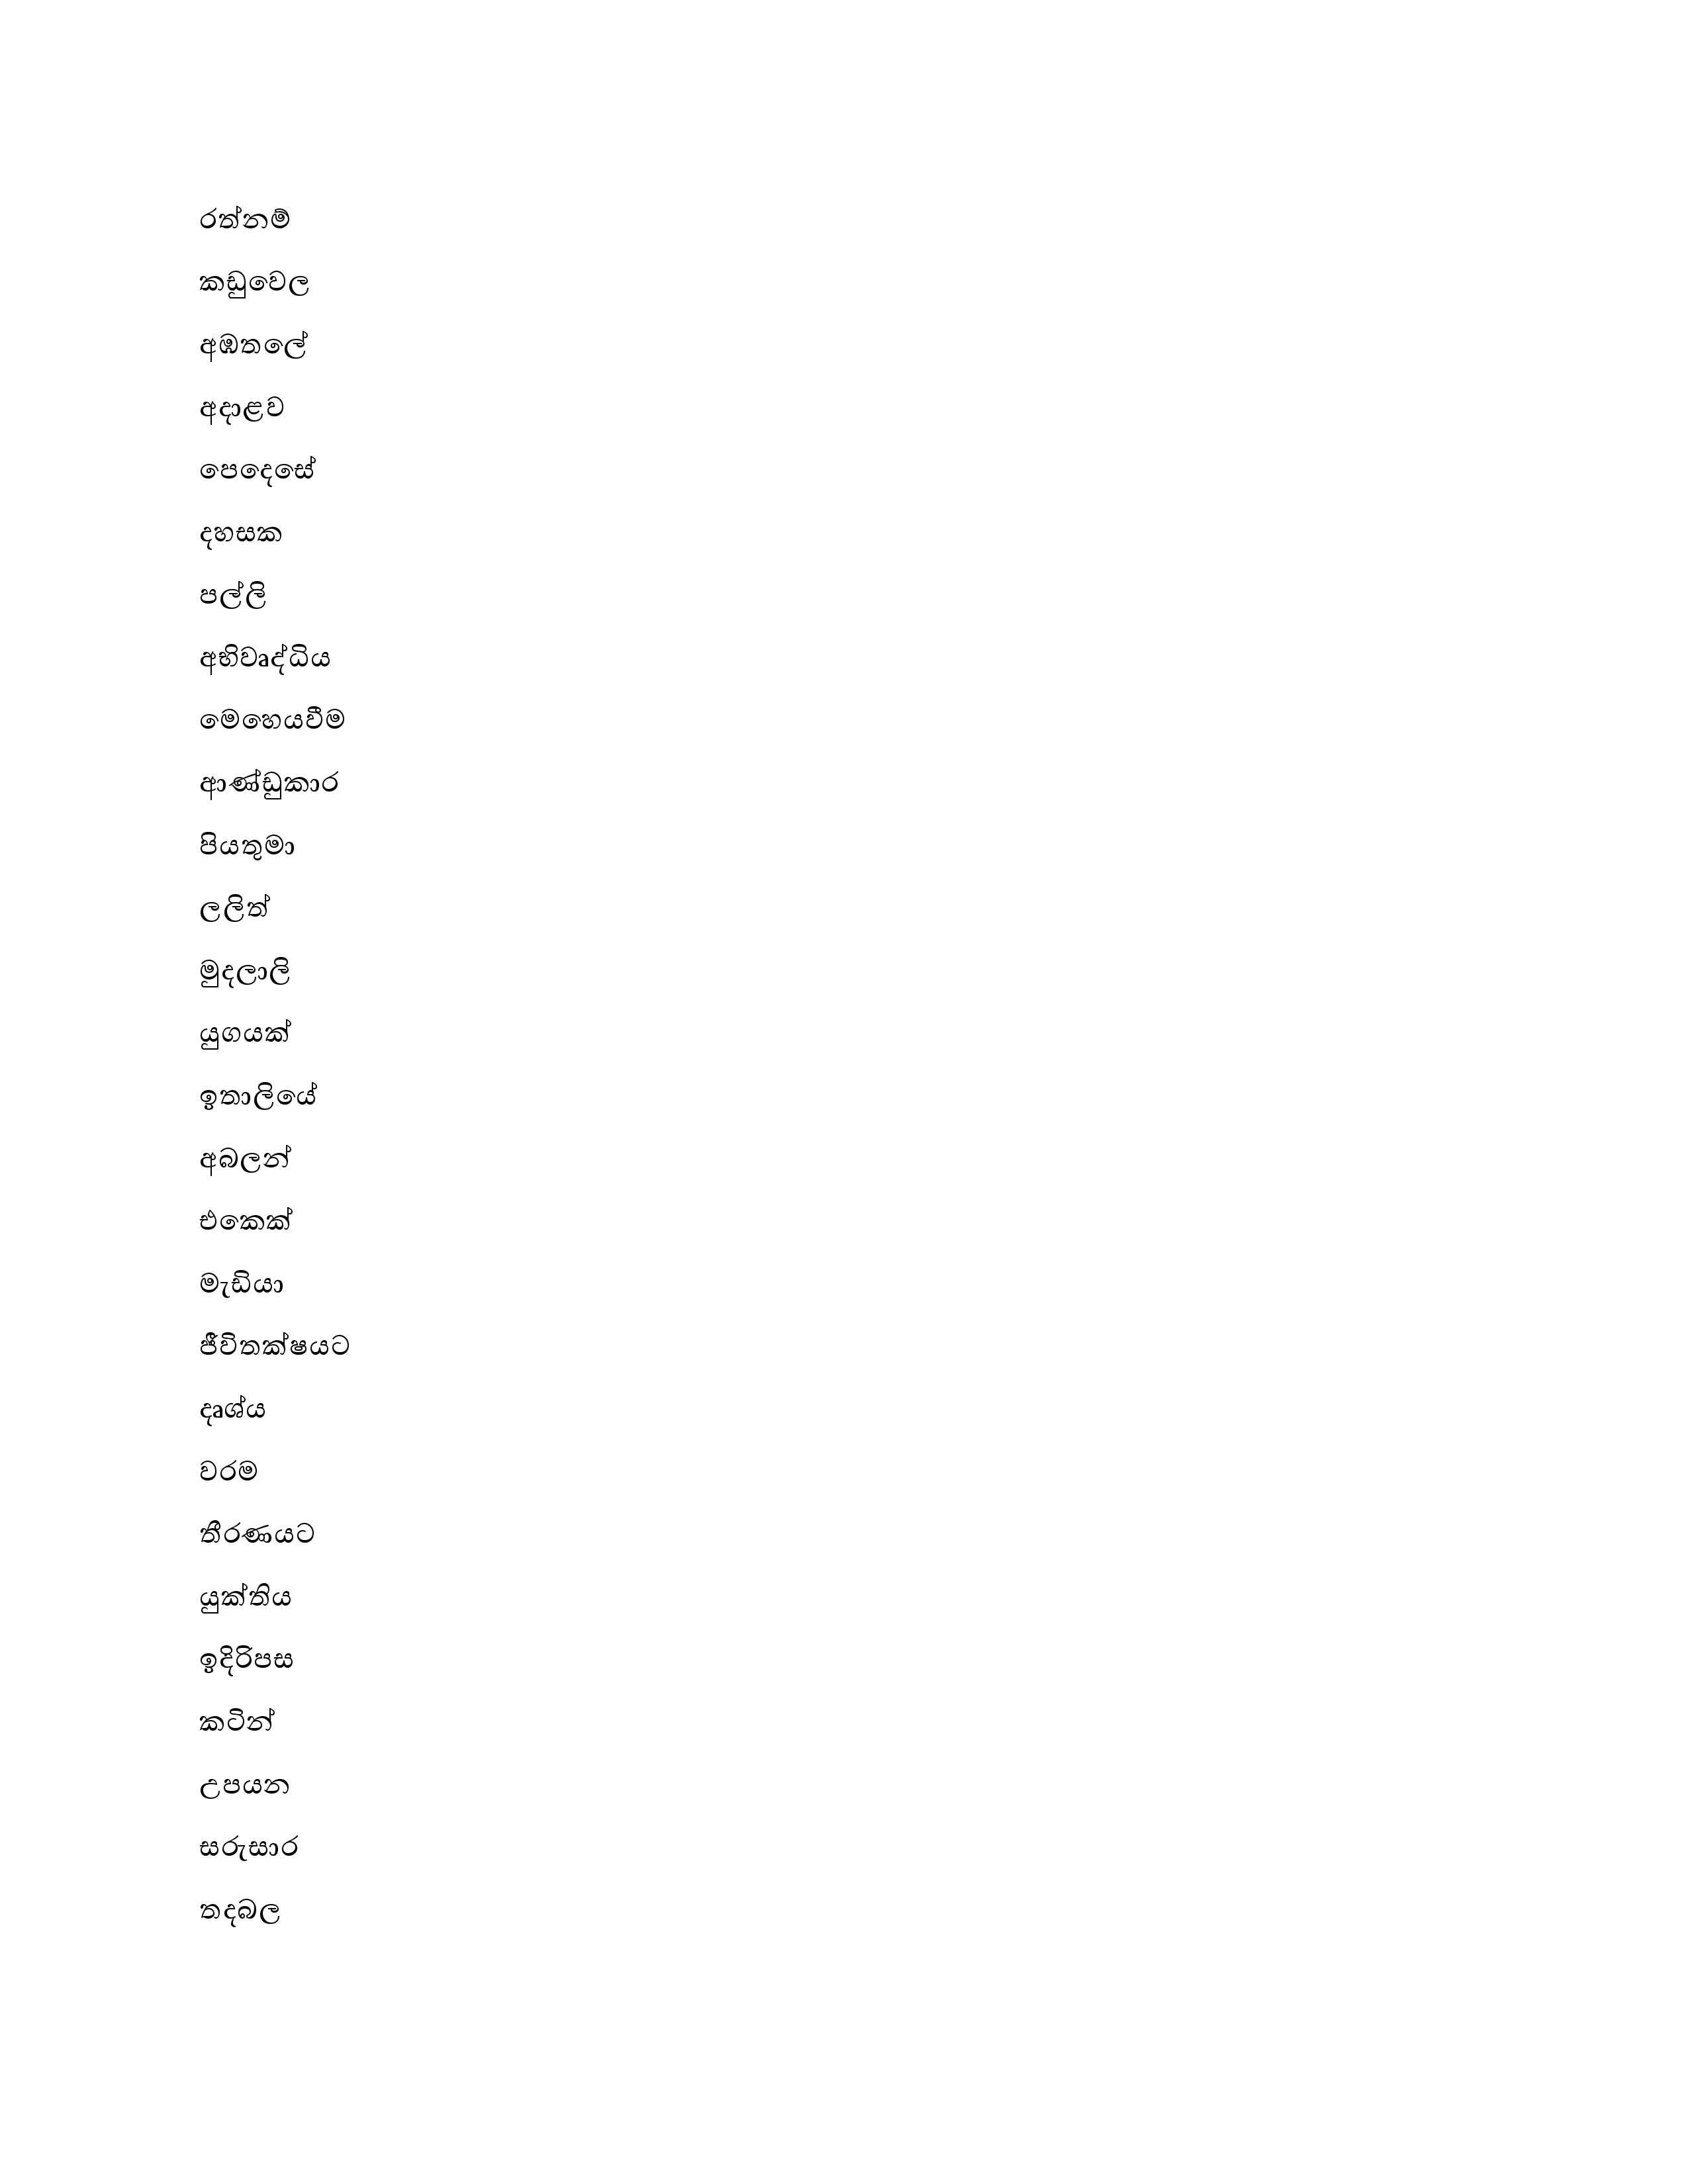 රත්නම්
කඩුවෙල
අඹතලේ
අදාළව
පෙදෙසේ
දහසක
පල්ලි
අභිවෘද්ධිය
මෙහෙයවීම
ආණ්ඩුකාර
පියතුමා
ලලිත්
මුදලාලි
යුගයක්
ඉතාලියේ
අබලන්
එකෙක්
මැඩියා
ජීවිතක්ෂයට
දෘශ්ය
වරම
තීරණයට
යුක්තිය
ඉදිරිපස
කටින්
උපයන
සරුසාර
තදබල